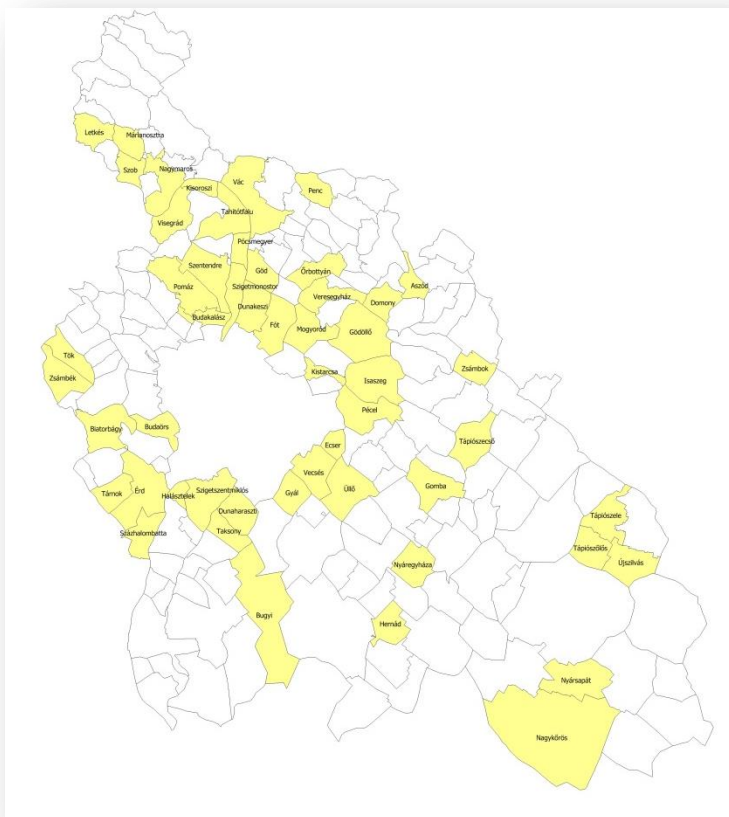 Letkés
Márianosztra
Szob
Nagymaros
Kisoroszi
Vác
Penc
Tahitótfalu
Visegrád
Pócsmegyer
Szentendre
Göd
Őrbottyán
Aszód
Pomáz
Szigetmonostor
Veresegyház
Domony
Dunakeszi
Budakalász
Fót
Mogyoród
Gödöllő
Tök
Zsámbék
Kistarcsa
Isaszeg
Zsámbok
Pécel
Biatorbágy
Budaörs
Tápiószecső
Ecser
Vecsés
Üllő
Gyál
Gomba
Tárnok
Érd
Halásztelek
Szigetszentmiklós
Dunaharaszti
Taksony
Százhalombatta
Tápiószele
Tápiószőlős
Újszilvás
Nyáregyháza
Bugyi
Hernád
Nyársapát
Nagykőrös